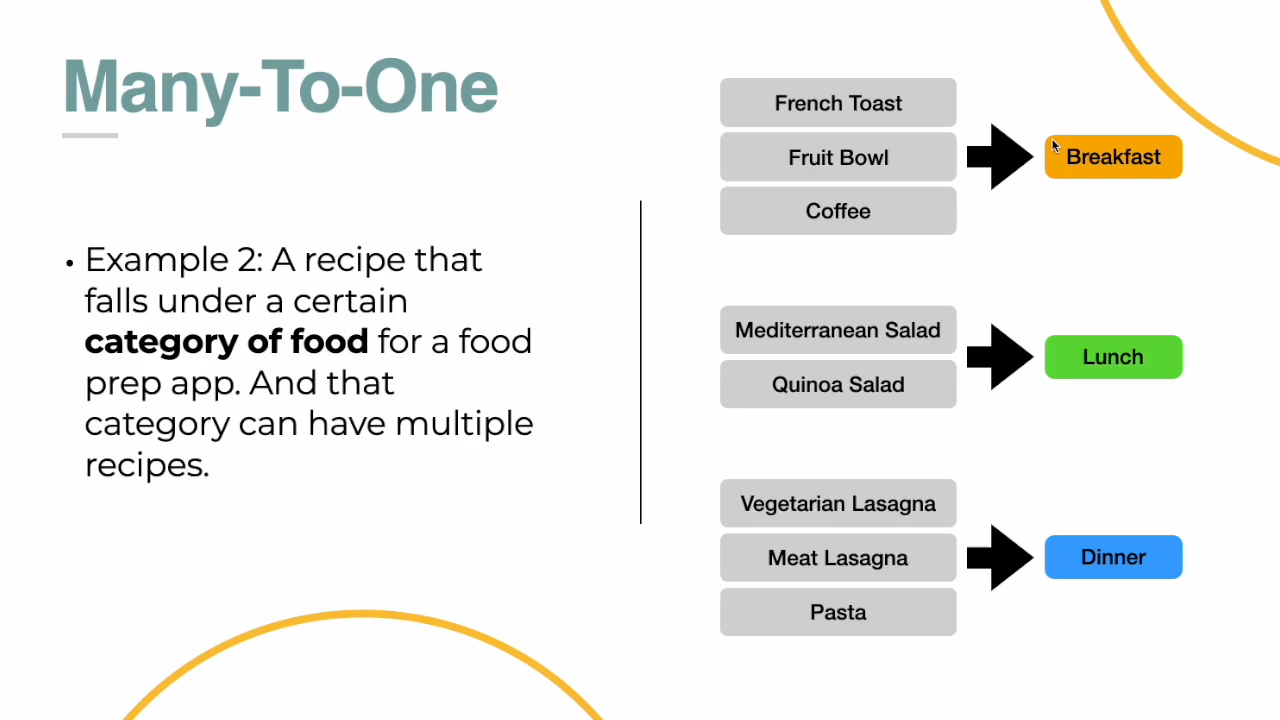 Many-To-One
• Example 2: A recipe that
falls under a certain
category of food for a food
prep app. And that
category can have multiple
recipes.
French Toast
Fruit Bowl
Coffee
Breakfast
Mediterranean Salad
Quinoa Salad
Lunch
Vegetarian Lasagna
Meat Lasagna
Pasta
Dinner